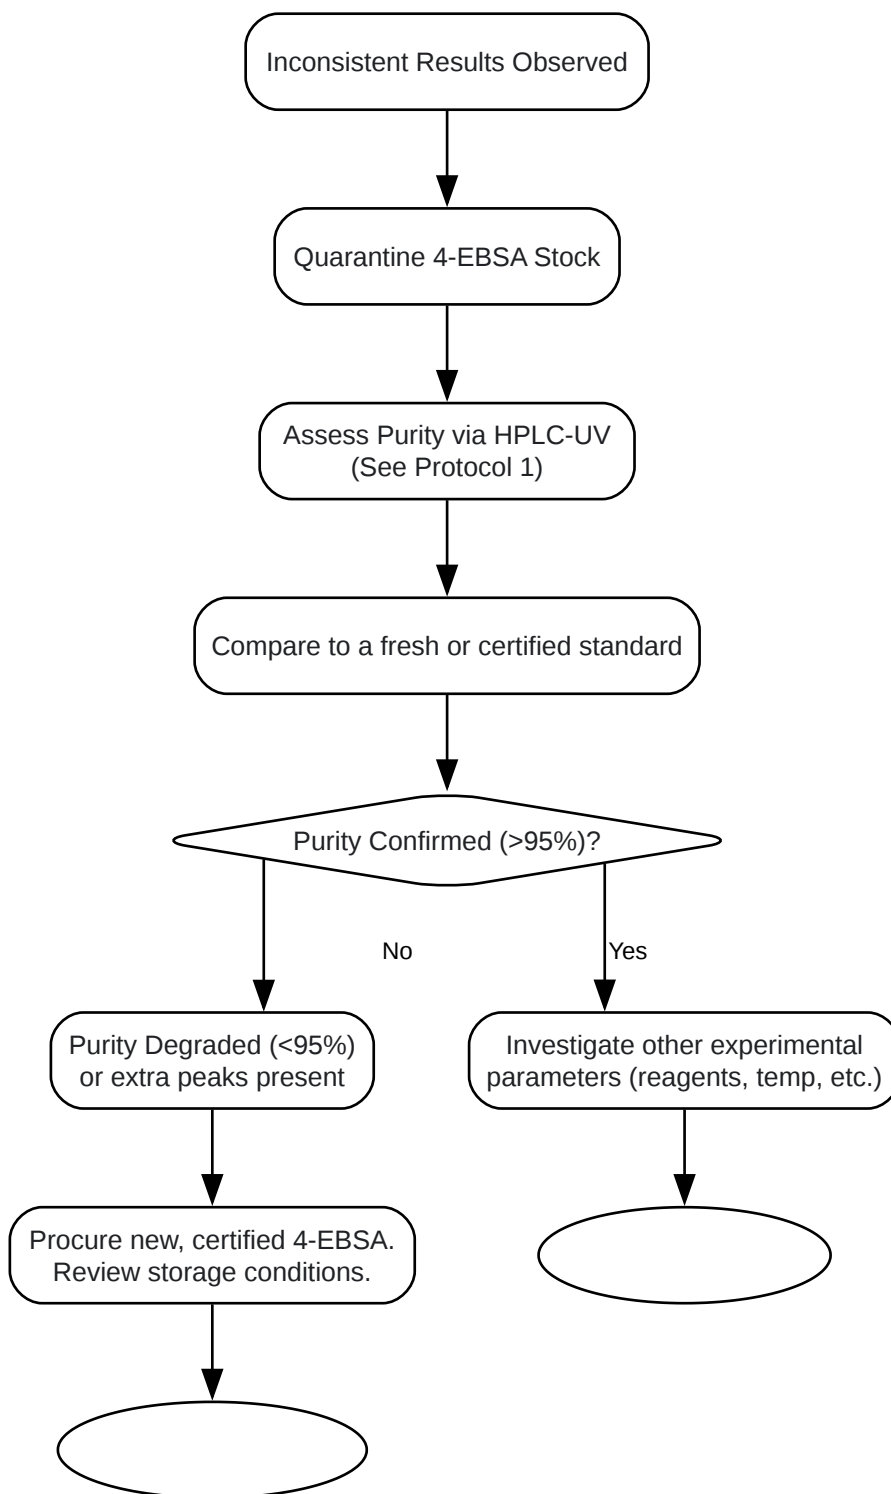 Inconsistent Results Observed
Quarantine 4-EBSA Stock
Assess Purity via HPLC-UV
(See Protocol 1)
Compare to a fresh or certified standard
Purity Confirmed (>95%)?
No
Yes
Purity Degraded (<95%)
or extra peaks present
Investigate other experimental
parameters (reagents, temp, etc.)
Procure new, certified 4-EBSA.
Review storage conditions.